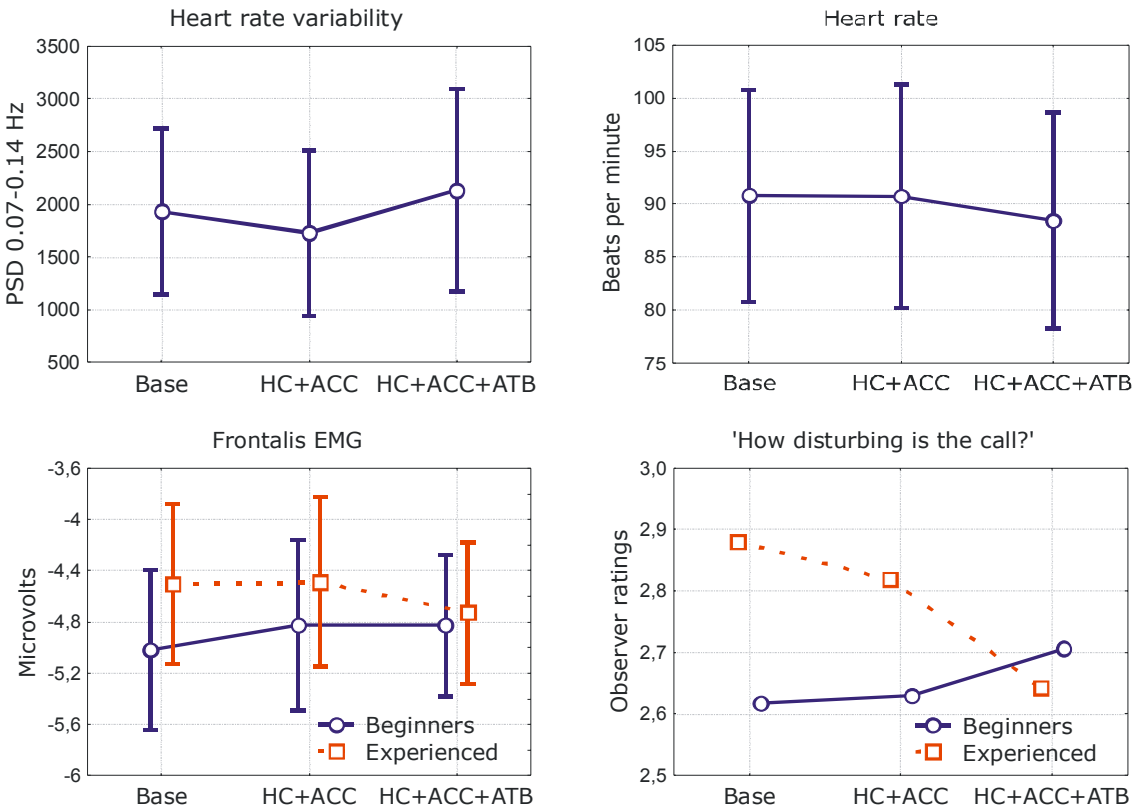 Heart rate variability
PSD 0.07-0.14 Hz
3500
3000
2500
2000
1500
1000
500
Base HC+ACC HC+ACC+ATB
Heart rate
Beats per minute
105
100
95
90
85
80
75
Base HC+ACC HC+ACC+ATB
Frontalis EMG
Microvolts
-3,6
-4
-4,4
-4,8
-5,2
-5,6
-6
Beginners
Experienced
Base HC+ACC HC+ACC+ATB
'How disturbing is the call?'
Observer ratings
3,0
2,9
2,8
2,7
2,6
2,5
Beginners
Experienced
Base HC+ACC HC+ACC+ATB